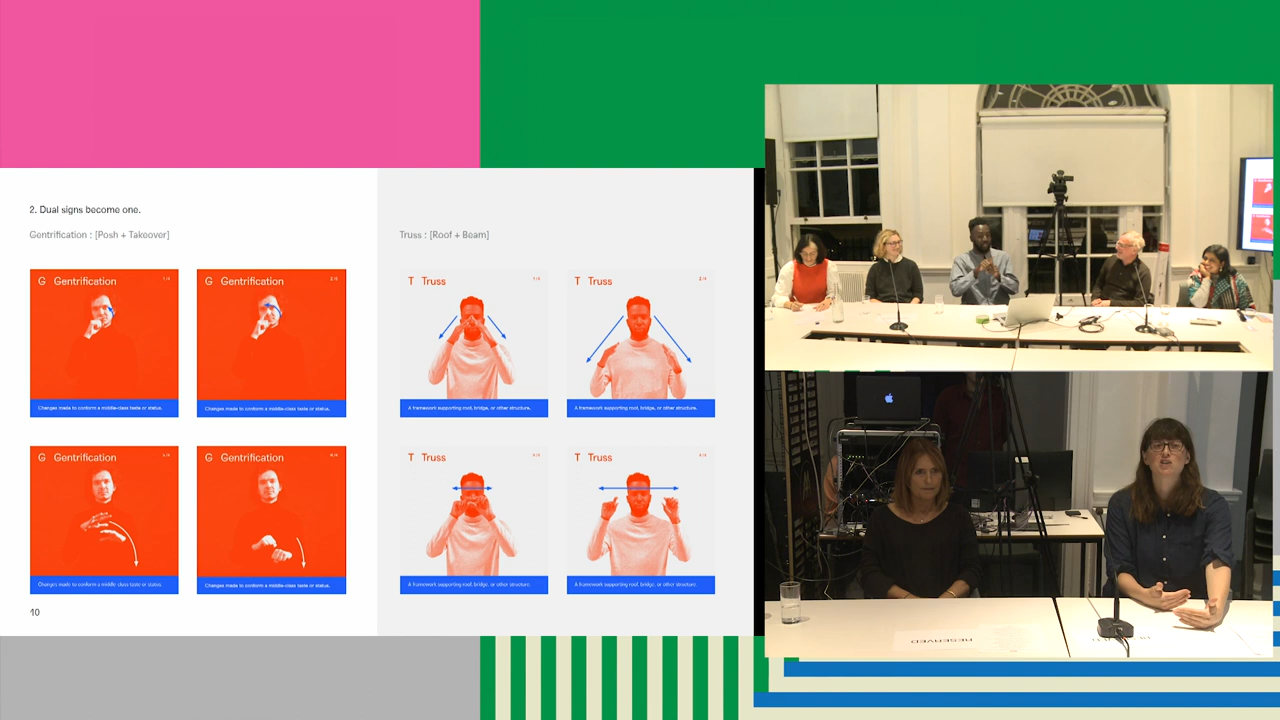 2. Dual signs become one.
Gentrification : [Posh + Takeover]
Truss : [Roof + Beam]
G Gentrification
G Gentrification
T Truss
T Truss
Changes made to conform a middle-class taste or status.
Changes made to conform a middle-class taste or status.
A framework supporting roof, bridge, or other structure.
A framework supporting roof, bridge, or other structure.
G Gentrification
G Gentrification
T Truss
T Truss
Changes made to conform a middle-class taste or status.
Changes made to conform a middle-class taste or status.
A framework supporting roof, bridge, or other structure.
A framework supporting roof, bridge, or other structure.
10
RESERVED